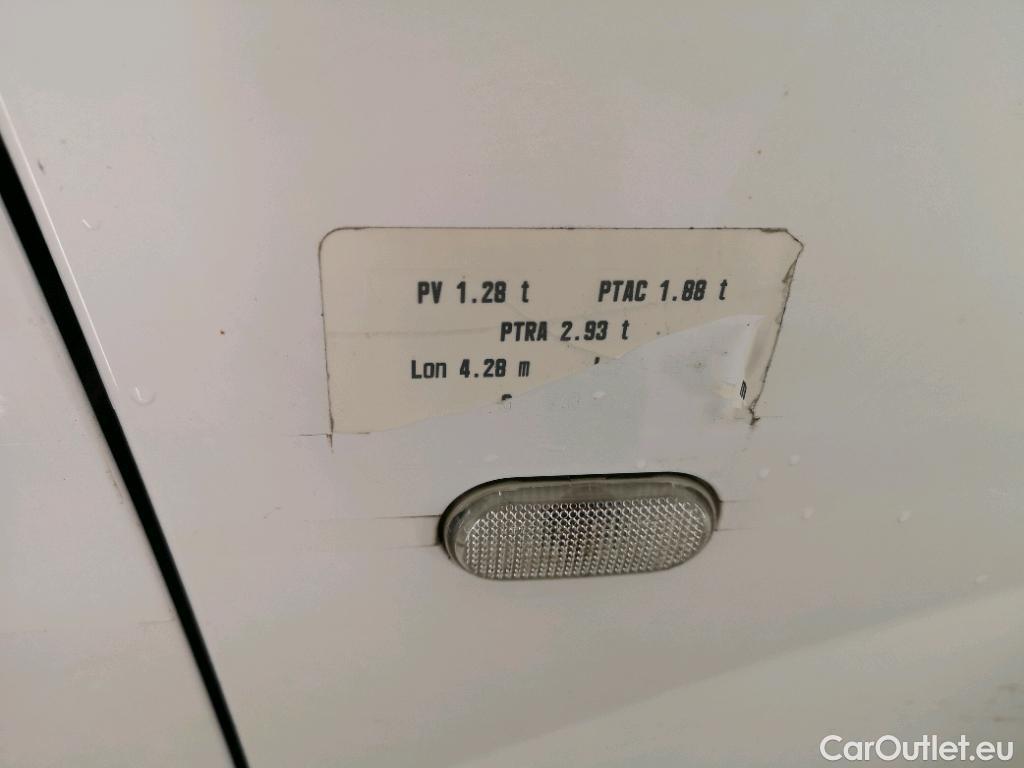 PV 1.28 t PTAC 1.88 t
PTRA 2.93 t
Lon 4.28 m
CarOutlet.eu